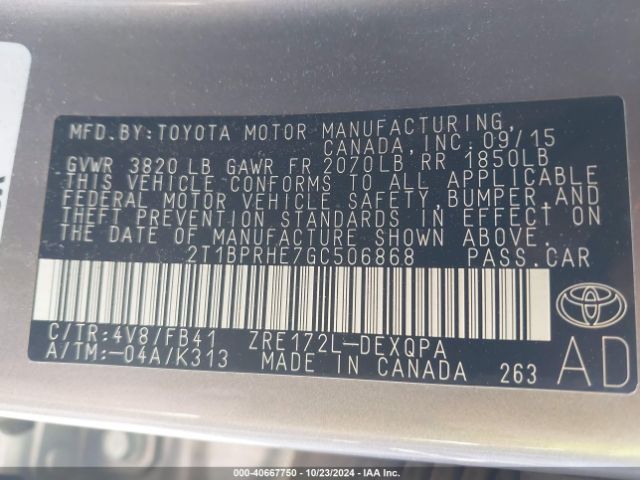 MFD.BY:TOYOTA MOTOR MANUFACTURING,
CANADA,INC. 09/15
GVWR 3820 LB GAWR FR 2070LB, RR 1850LB
THIS VEHICLE CONFORMS TO ALL APPLICABLE
FEDERAL MOTOR VEHICLE SAFETY,BUMPER,AND
THEFT PREVENTION STANDARDS IN EFFECT ON
THE DATE OF MANUFACTURE SHOWN ABOVE.
2T1BPRHE7GC506868 PASS.CAR
C/TR:4V8/FB41 ZRE172L-DEXQPA
A/TM:-04A/K313 MADE IN CANADA 263
AD
000-40667750 | 10/23/2024 | IAA Inc.